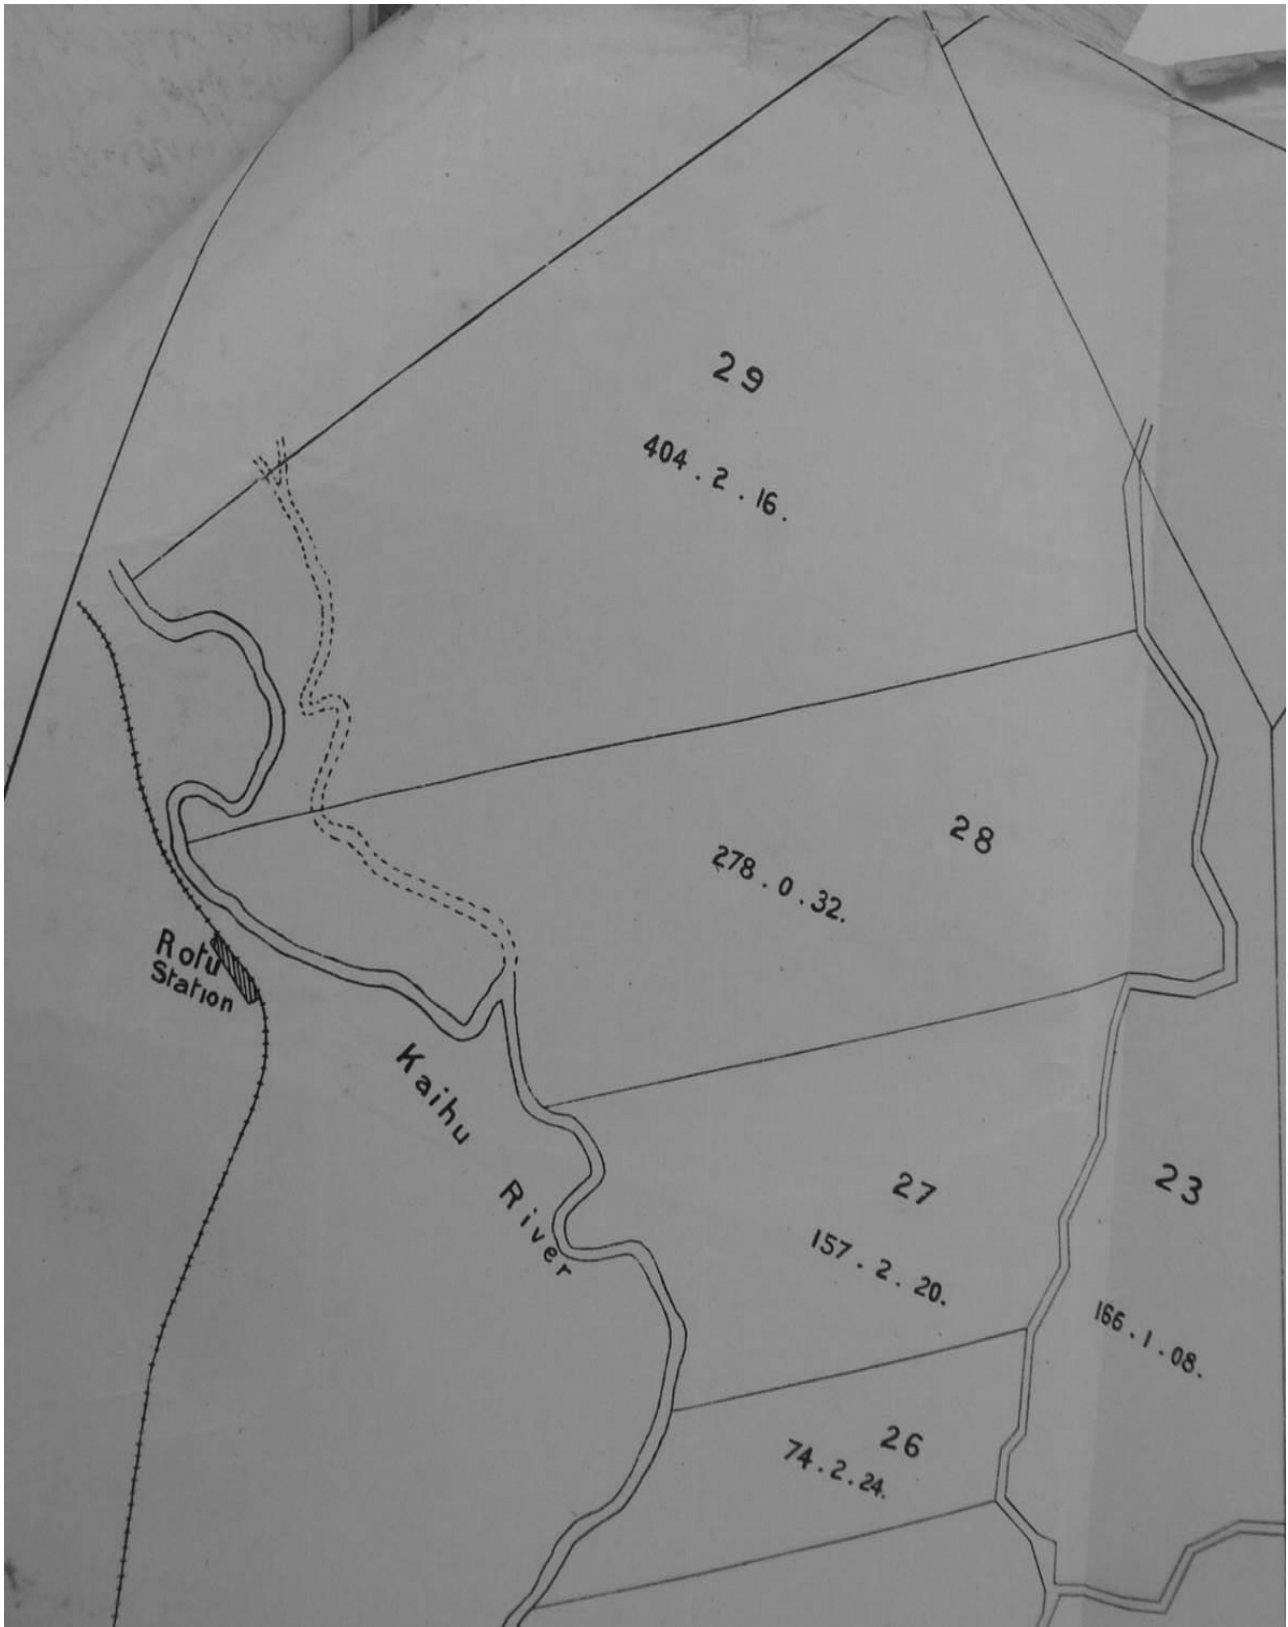 29
404 . 2 . 16 .
28
278 . 0 . 32.
Rotu
Station
Kaihu
River
27
157 . 2 . 20.
23
166 . 1 . 08.
26
74 . 2 . 24.